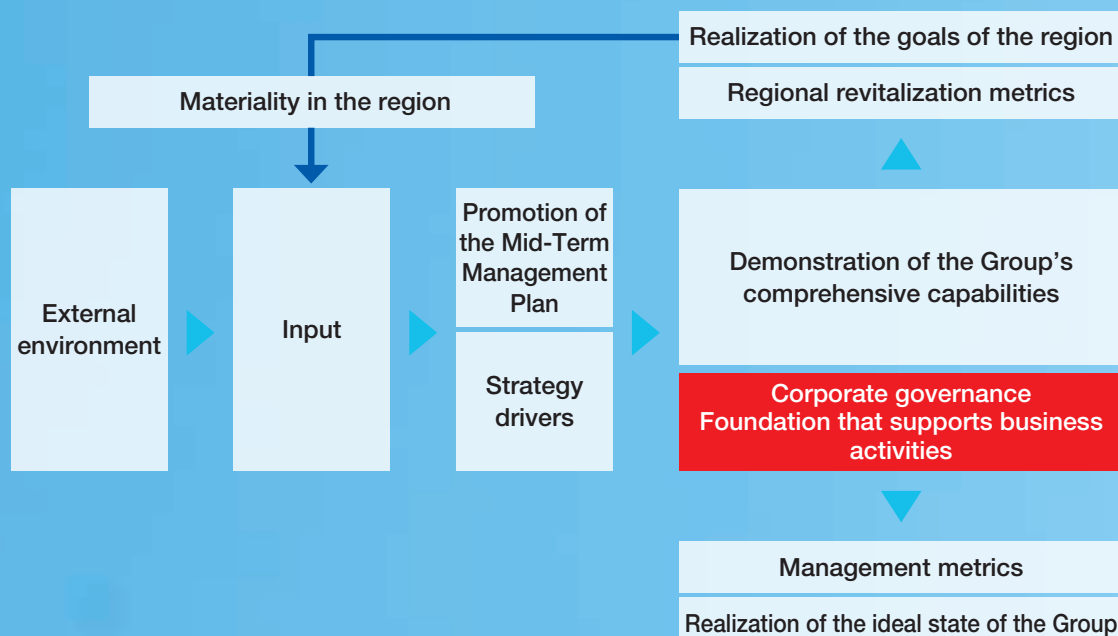 Realization of the goals of the region
Regional revitalization metrics
Materiality in the region
External
environment
Input
Promotion of
the Mid-Term
Management
Plan
Strategy
drivers
Demonstration of the Group’s
comprehensive capabilities
Corporate governance
Foundation that supports business
activities
Management metrics
Realization of the ideal state of the Group